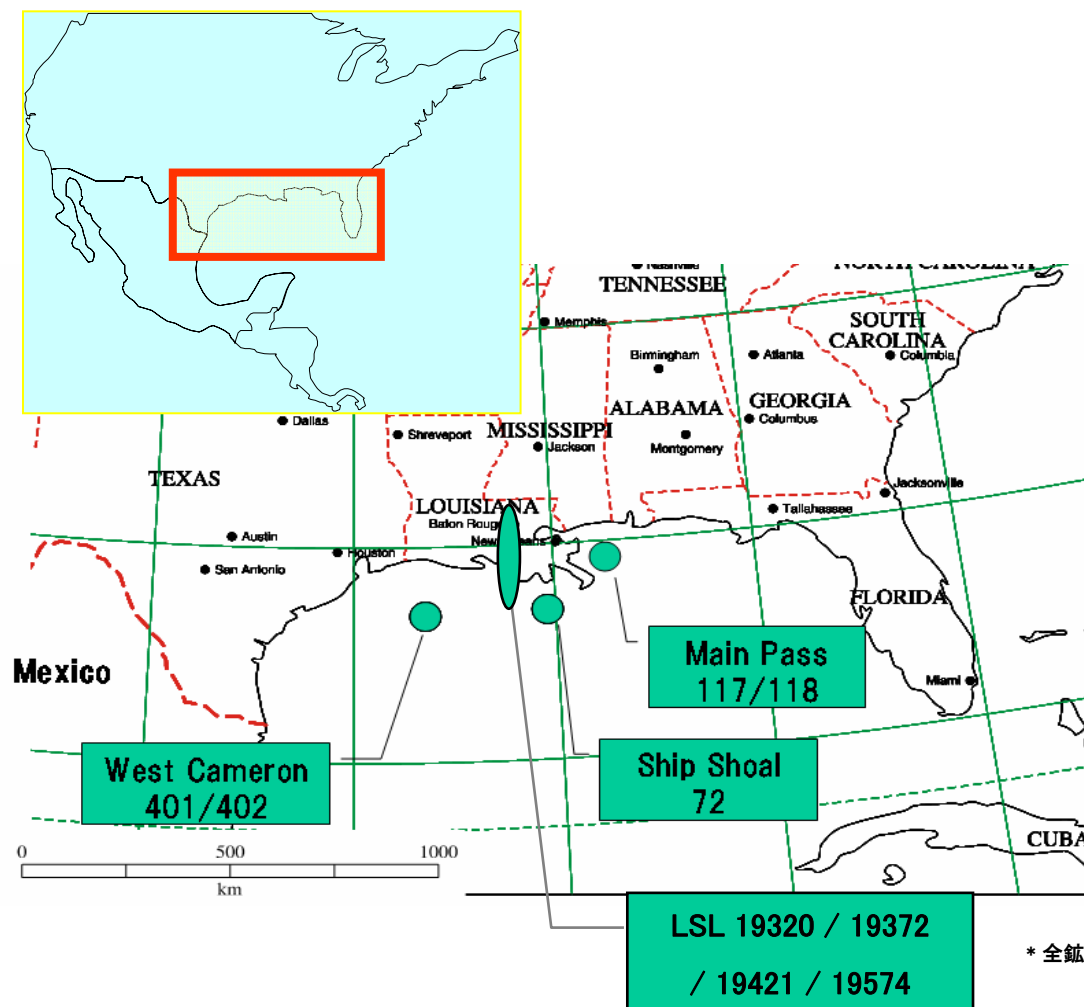 TENNESSEE
Memphis
SOUTH
CAROLINA
Birmingham
Atlanta
Columbia
ALABAMA
GEORGIA
Dallas
Shreveport
MISSISSIPPI
Jackson
Montgomery
Columbus
TEXAS
LOUISIANA
Jacksonville
Tallahassee
Austin
Houston
San Antonio
FLORIDA
Mexico
Miami
Main Pass
117/118
West Cameron
401/402
Ship Shoal
72
CUBA
0 500 1000
km
LSL 19320 / 19372
/ 19421 / 19574
* 全鉱